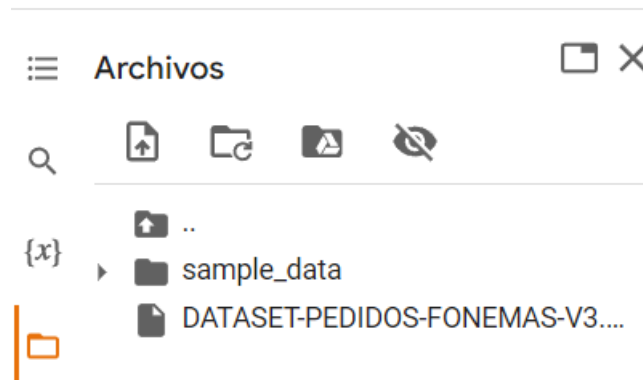 Archivos
..
{x}
sample_data
DATASET-PEDIDOS-FONEMAS-V3....